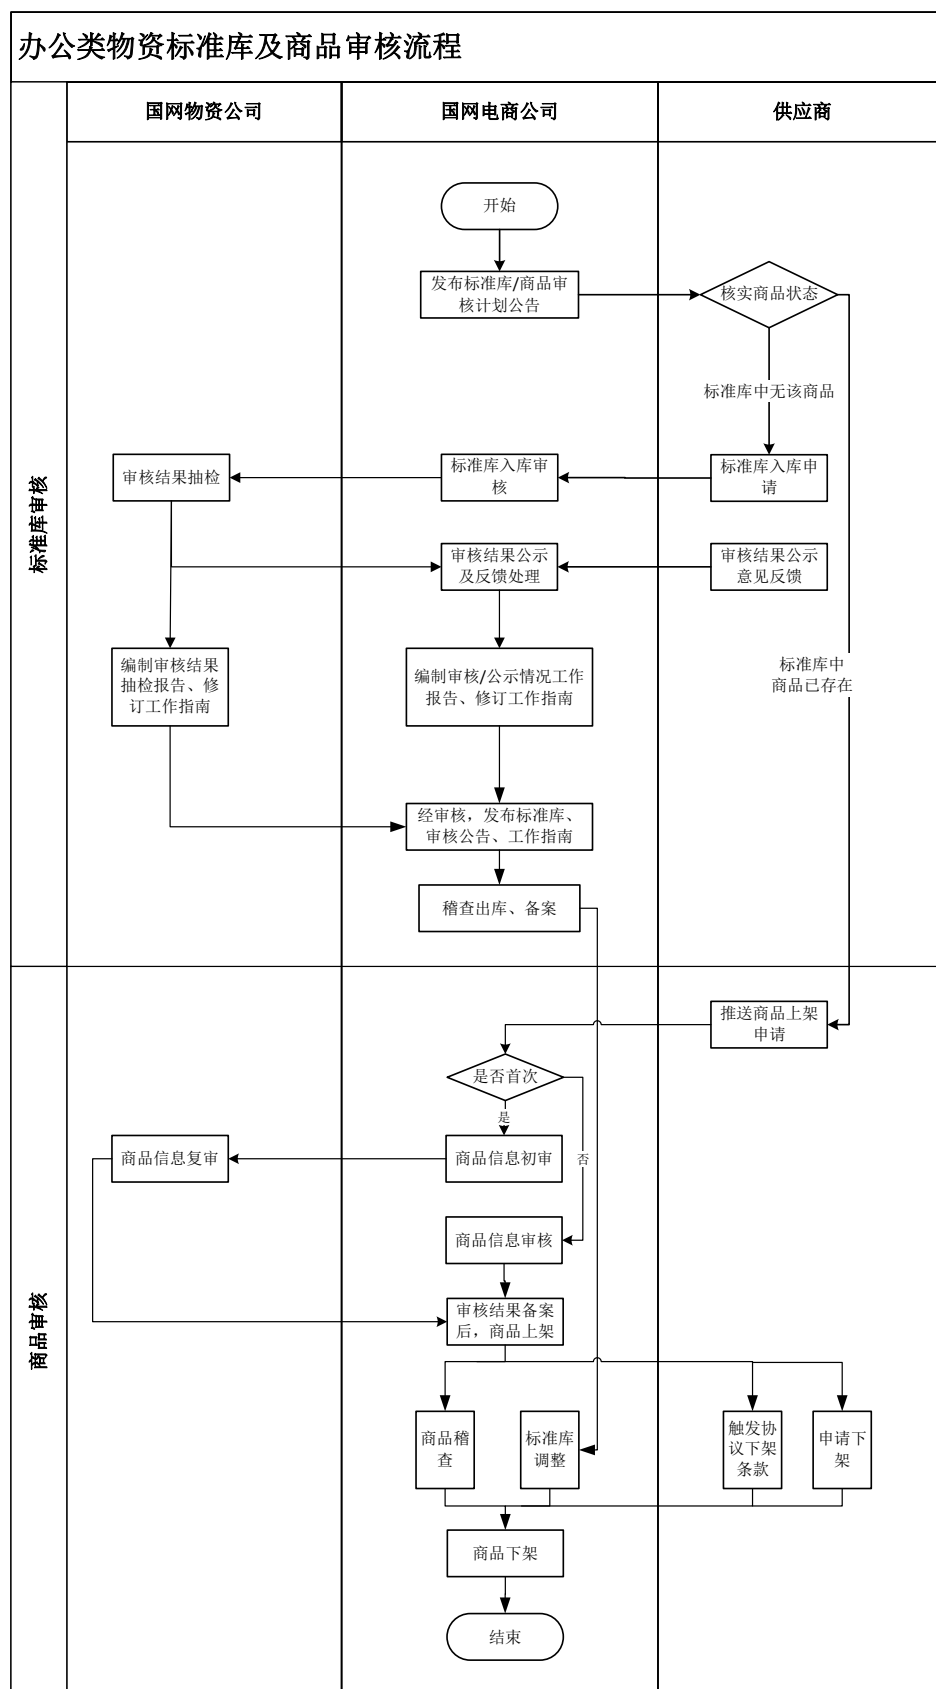 办公类物资标准库及商品审核流程
国网物资公司
国网电商公司
供应商
标准库审核
开始
发布标准库/商品审
核计划公告
核实商品状态
标准库中无该商品
审核结果抽检
标准库入库审
核
标准库入库申
请
审核结果公示
及反馈处理
审核结果公示
意见反馈
编制审核结果
抽检报告、修
订工作指南
编制审核/公示情况工作
报告、修订工作指南
标准库中
商品已存在
经审核，发布标准库、
审核公告、工作指南
稽查出库、备案
商品审核
推送商品上架
申请
是否首次
是
否
商品信息复审
商品信息初审
商品信息审核
审核结果备案
后，商品上架
商品稽
查
标准库
调整
触发协
议下架
条款
申请下
架
商品下架
结束